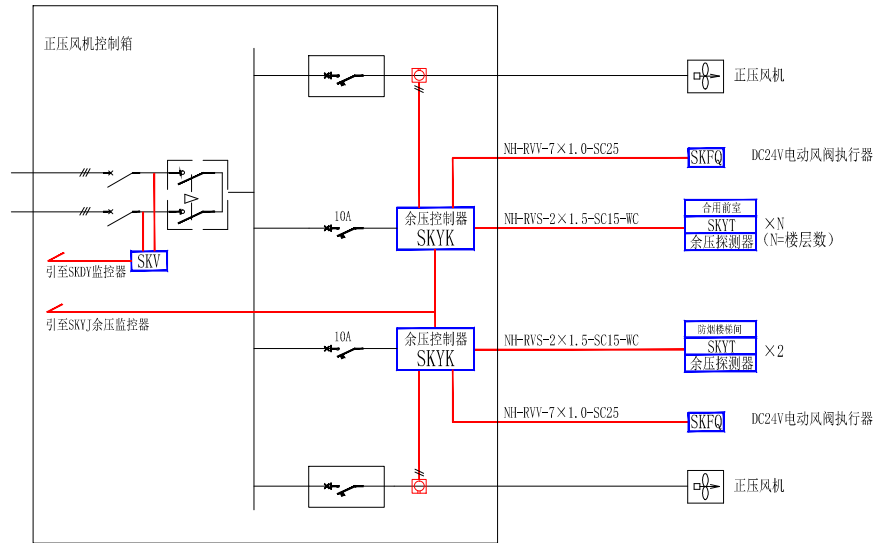 正压风机控制箱
正压风机
NH-RVV-7×1.0-SC25
SKFQ
DC24V电动风阀执行器
10A
余压控制器
SKYK
NH-RVS-2×1.5-SC15-WC
合用前室
SKYT
余压探测器
×N
(N=楼层数)
SKV
引至SKDY监控器
引至SKYJ余压监控器
10A
余压控制器
SKYK
NH-RVS-2×1.5-SC15-WC
防烟楼梯间
SKYT
余压探测器
×2
NH-RVV-7×1.0-SC25
SKFQ
DC24V电动风阀执行器
正压风机